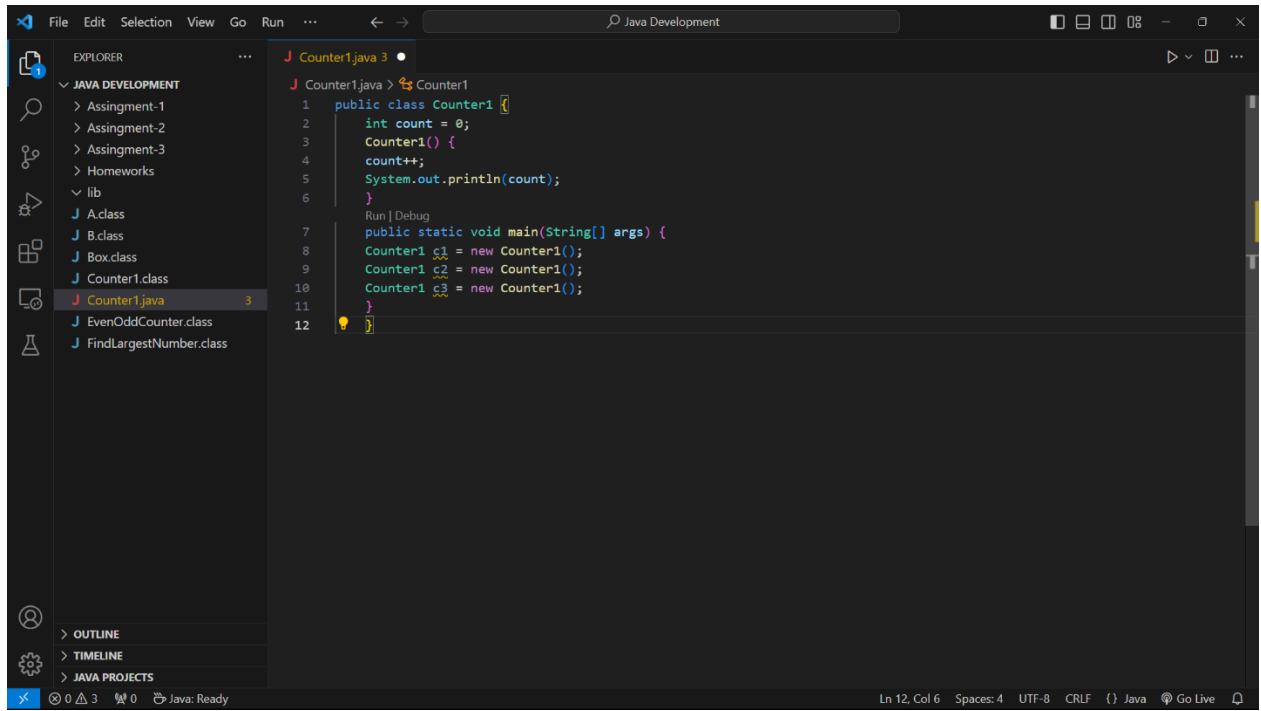 File Edit Selection View Go Run ··· ← → Java Development
EXPLORER ···
JAVA DEVELOPMENT
> Assingment-1
> Assingment-2
> Assingment-3
> Homeworks
lib
J A.class
J B.class
J Box.class
J Counter1.class
J Counter1.java 3
J EvenOddCounter.class
J FindLargestNumber.class
> OUTLINE
> TIMELINE
> JAVA PROJECTS
1
J Counter1.java 3 ●
J Counter1.java > Counter1
1 public class Counter1 {
2 int count = 0;
3 Counter1() {
4 count++;
5 System.out.println(count);
6 }
Run | Debug
7 public static void main(String[] args) {
8 Counter1 c1 = new Counter1();
9 Counter1 c2 = new Counter1();
10 Counter1 c3 = new Counter1();
11 }
12 }
0 3 0 Java: Ready Ln 12, Col 6 Spaces: 4 UTF-8 CRLF {} Java Go Live